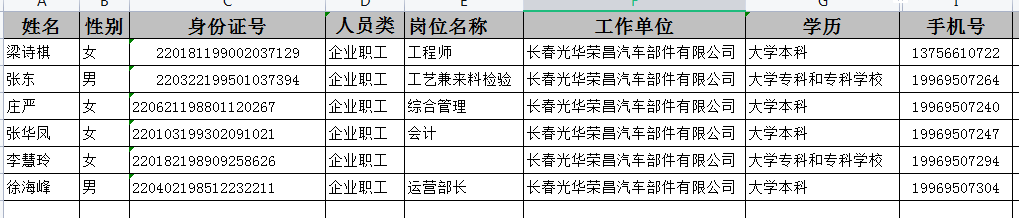 A B C D E F G H I
姓名 性别 身份证号 人员类 岗位名称 工作单位 学历 手机号
梁诗棋 女 220181199002037129 企业职工 工程师 长春光华荣昌汽车部件有限公司 大学本科 13756610722
张东 男 220322199501037394 企业职工 工艺兼来料检验 长春光华荣昌汽车部件有限公司 大学专科和专科学校 19969507264
庄严 女 220621198801120267 企业职工 综合管理 长春光华荣昌汽车部件有限公司 大学本科 19969507240
张华凤 女 220103199302091021 企业职工 会计 长春光华荣昌汽车部件有限公司 大学本科 19969507247
李慧玲 女 220182198909258626 企业职工 长春光华荣昌汽车部件有限公司 大学专科和专科学校 19969507294
徐海峰 男 220402198512232211 企业职工 运营部长 长春光华荣昌汽车部件有限公司 大学本科 19969507304